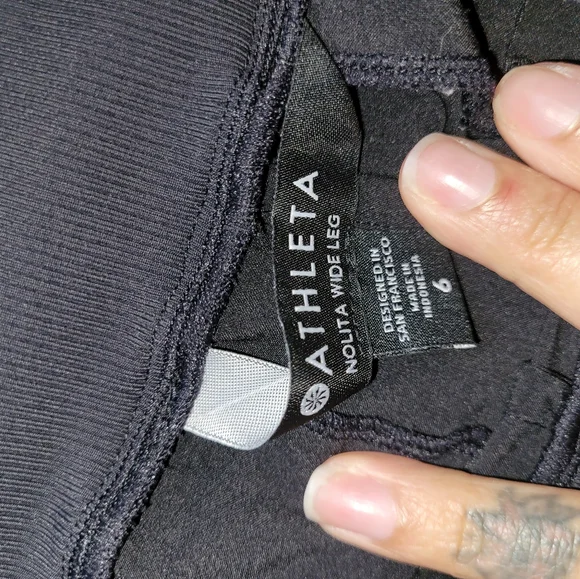 ATHLETA
NOLITA WIDE LEG
DESIGNED IN
SAN FRANCISCO
MADE IN
INDONESIA
6